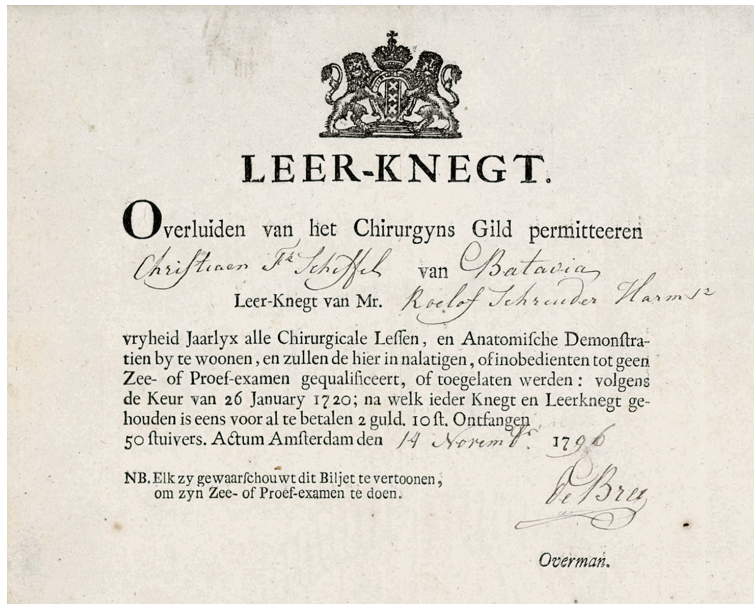 LEER-KNEGT.
Overluiden van het Chirurgyns Gild permitteeren
Christiaen Fr. Scheffel van Batavia
Leer-Knegt van Mr. Roelof Schreuder Harmsz
vryheid Jaarlyx alle Chirurgicale Lessen, en Anatomische Demonstra-
tien by te woonen, en zullen de hier in nalatigen, of inobedienten tot geen
Zee- of Proef-examen gequalificeert, of toegelaten werden: volgens
de Keur van 26 January 1720; na welk ieder Knegt en Leerknegt ge-
houden is eens voor al te betalen 2 guld. 10 st. Ontfangen
50 stuivers. Actum Amsterdam den 14 Novembr. 1796
NB. Elk zy gewaarschouwt dit Biljet te vertoonen,
om zyn Zee- of Proef-examen te doen.
de Bree
Overman.